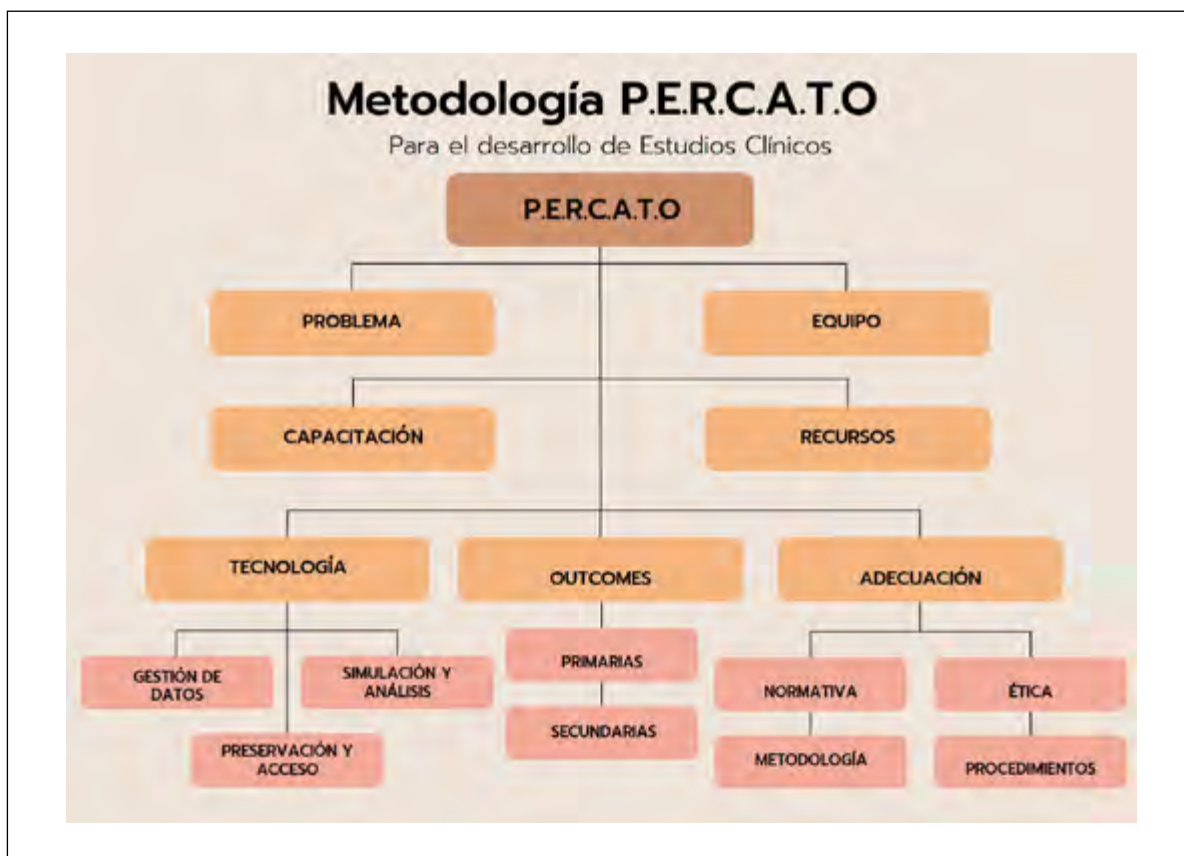 Metodología P.E.R.C.A.T.O
Para el desarrollo de Estudios Clínicos
P.E.R.C.A.T.O
PROBLEMA
EQUIPO
CAPACITACIÓN
RECURSOS
TECNOLOGÍA
OUTCOMES
ADECUACIÓN
GESTIÓN DE
DATOS
SIMULACIÓN Y
ANÁLISIS
PRESERVACIÓN Y
ACCESO
PRIMARIAS
SECUNDARIAS
NORMATIVA
ÉTICA
METODOLOGÍA
PROCEDIMIENTOS